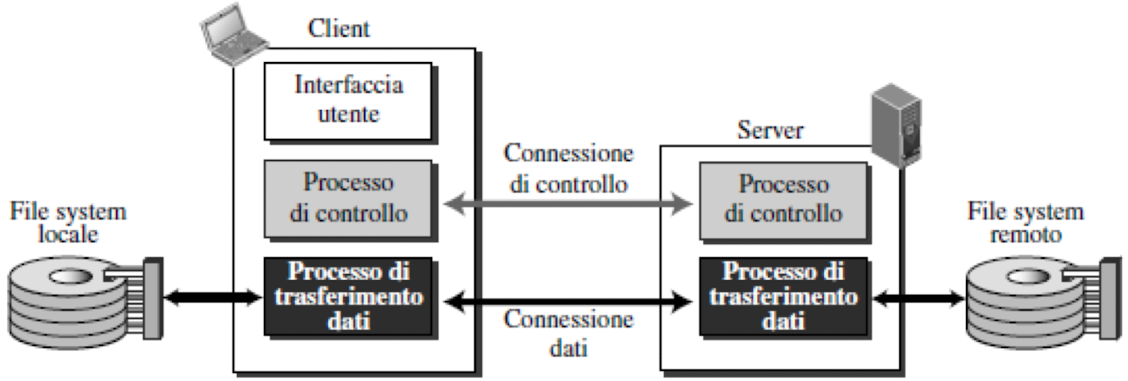 Client
Interfaccia
utente
Server
Connessione
di controllo
Processo
di controllo
Processo
di controllo
File system
locale
File system
remoto
Processo di
trasferimento
dati
Processo di
trasferimento
dati
Connessione
dati